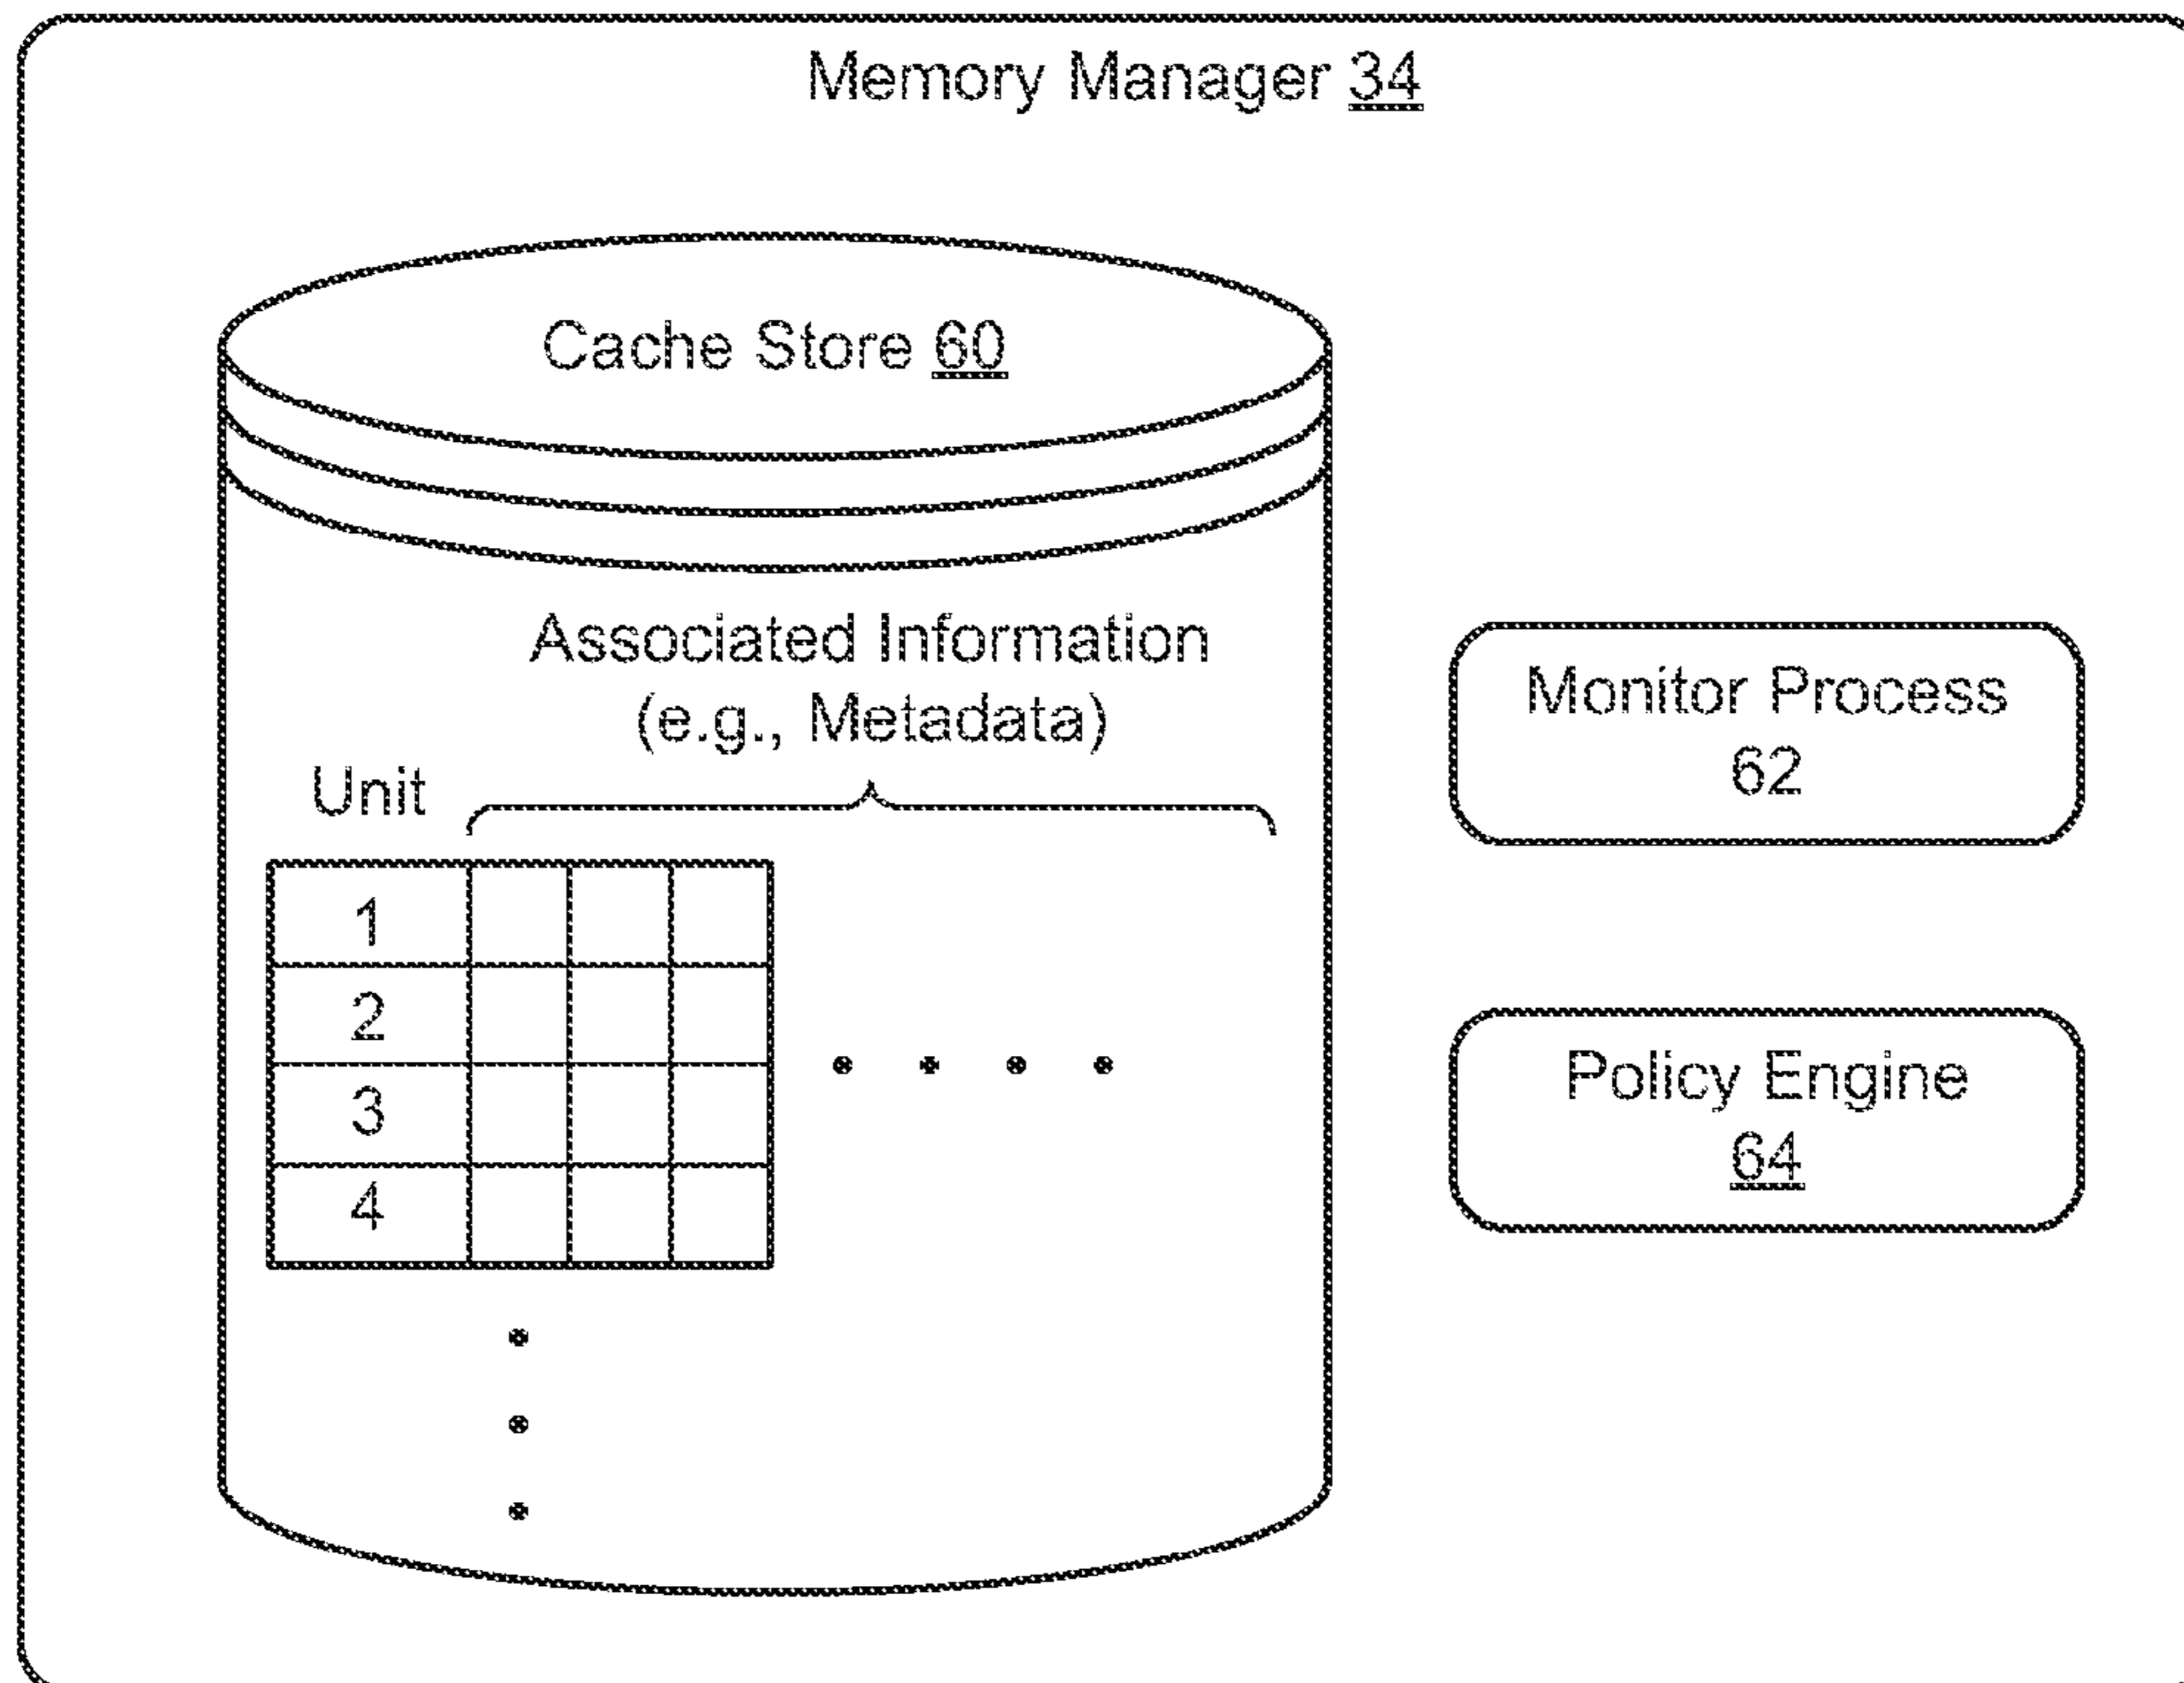 Memory Manager 34
Cache Store 60
Associated Information
(e.g., Metadata)
Unit
1
2
3
4
Monitor Process
62
Policy Engine
64